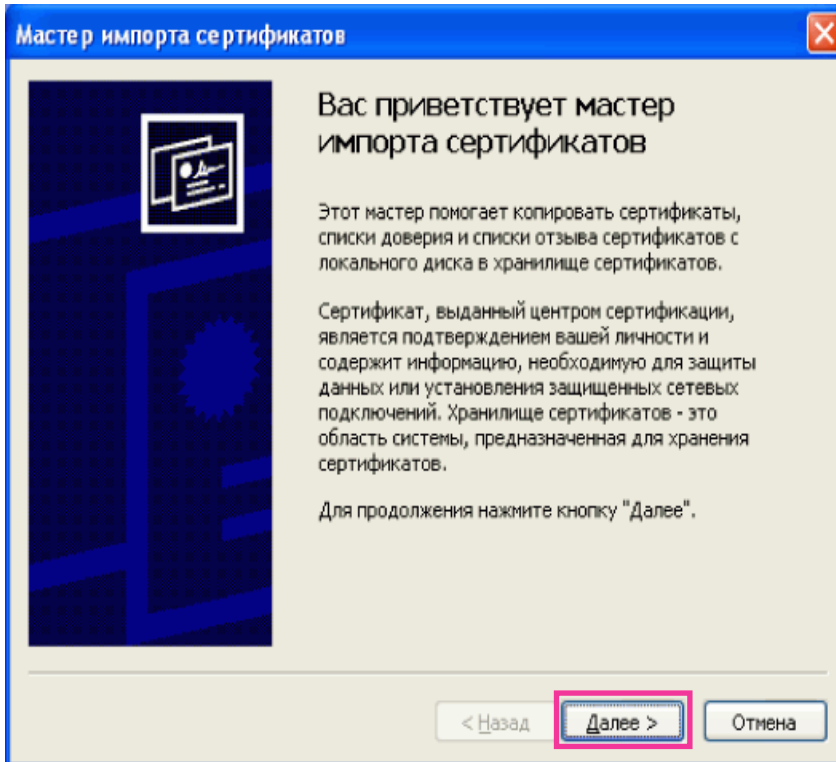 Мастер импорта сертификатов
Вас приветствует мастер
импорта сертификатов
Этот мастер помогает копировать сертификаты,
списки доверия и списки отзыва сертификатов с
локального диска в хранилище сертификатов.
Сертификат, выданный центром сертификации,
является подтверждением вашей личности и
содержит информацию, необходимую для защиты
данных или установления защищенных сетевых
подключений. Хранилище сертификатов - это
область системы, предназначенная для хранения
сертификатов.
Для продолжения нажмите кнопку "Далее".
< Назад Далее > Отмена